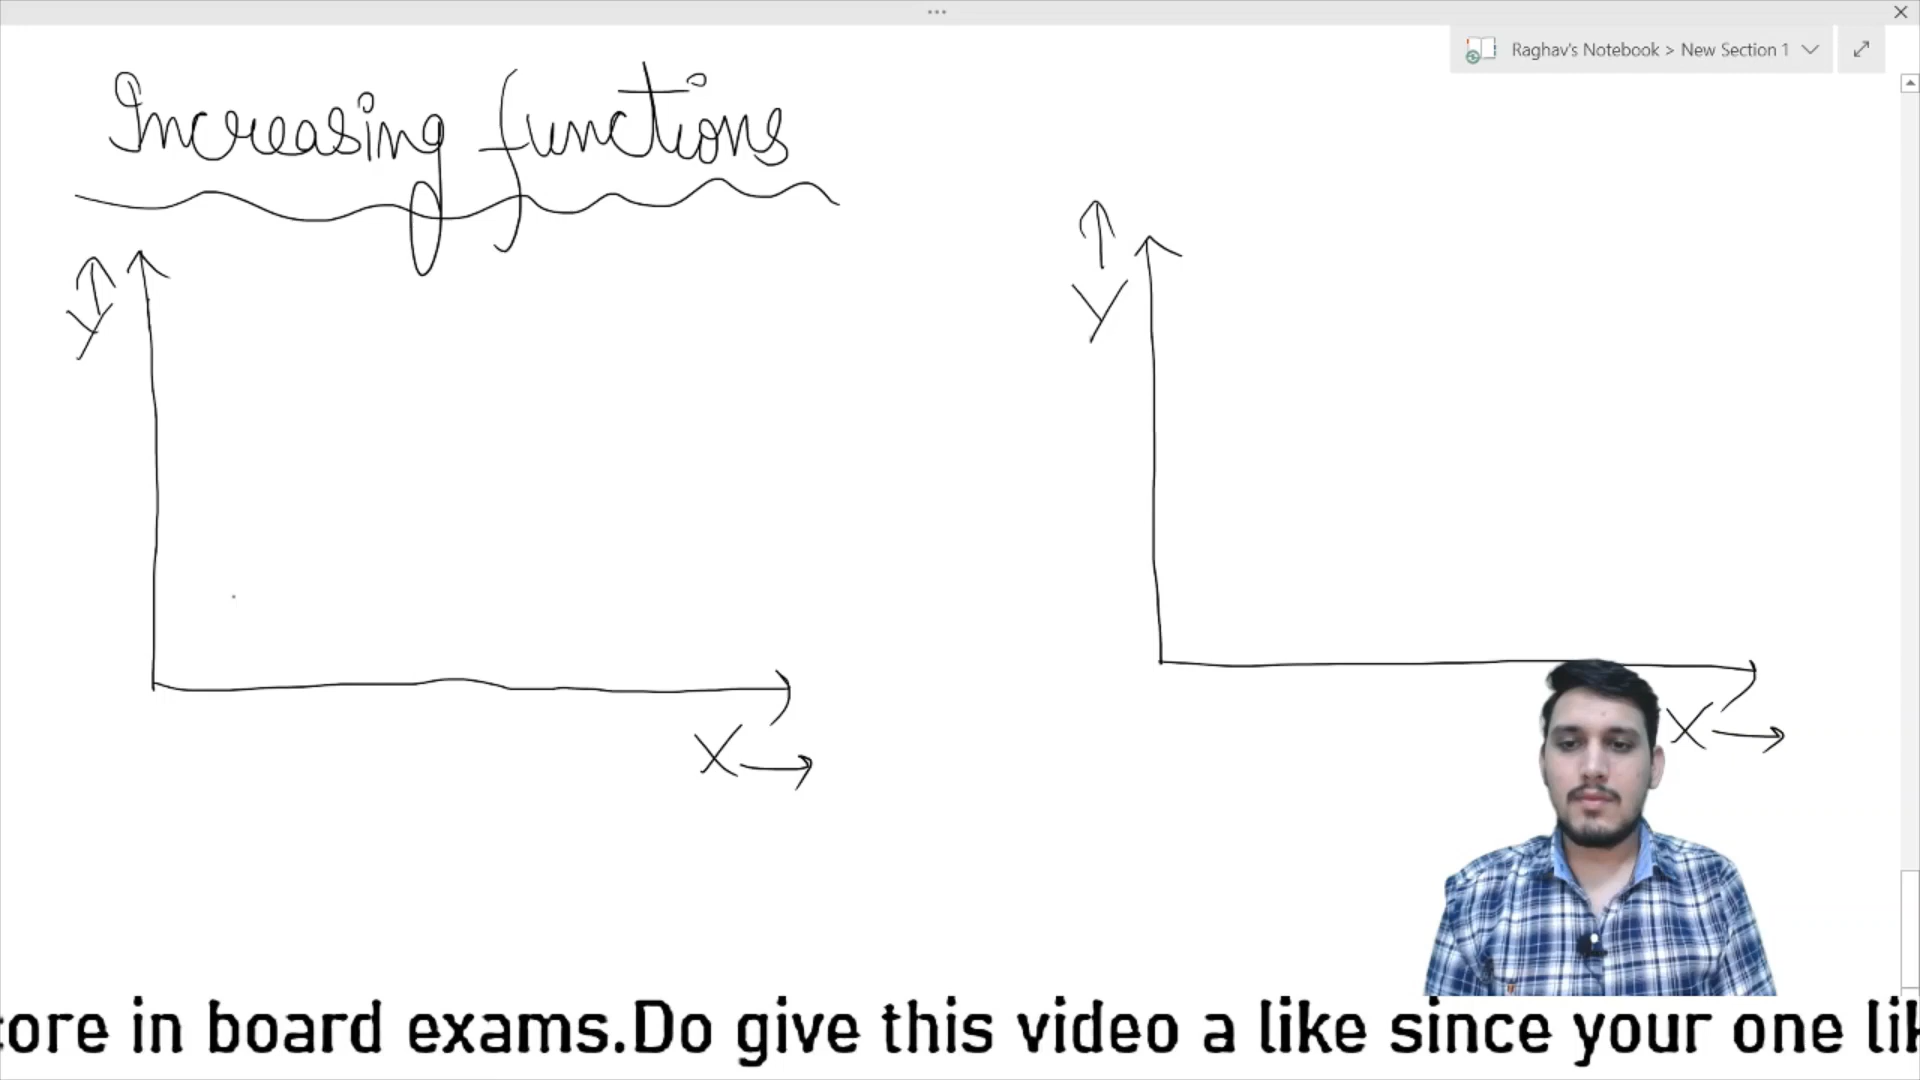 Raghav's Notebook > New Section 1
Increasing functions
Y
Y
X
X
core in board exams.Do give this video a like since your one lik